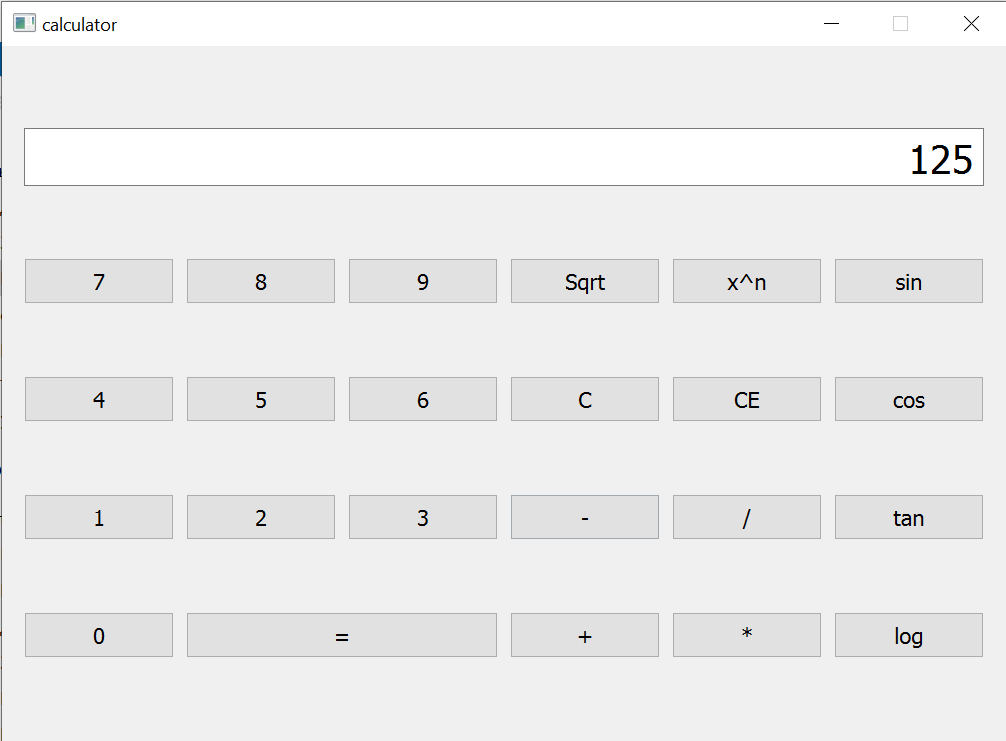 calculator
125
7 8 9 Sqrt x^n sin
4 5 6 C CE cos
1 2 3 - / tan
0 = + * log